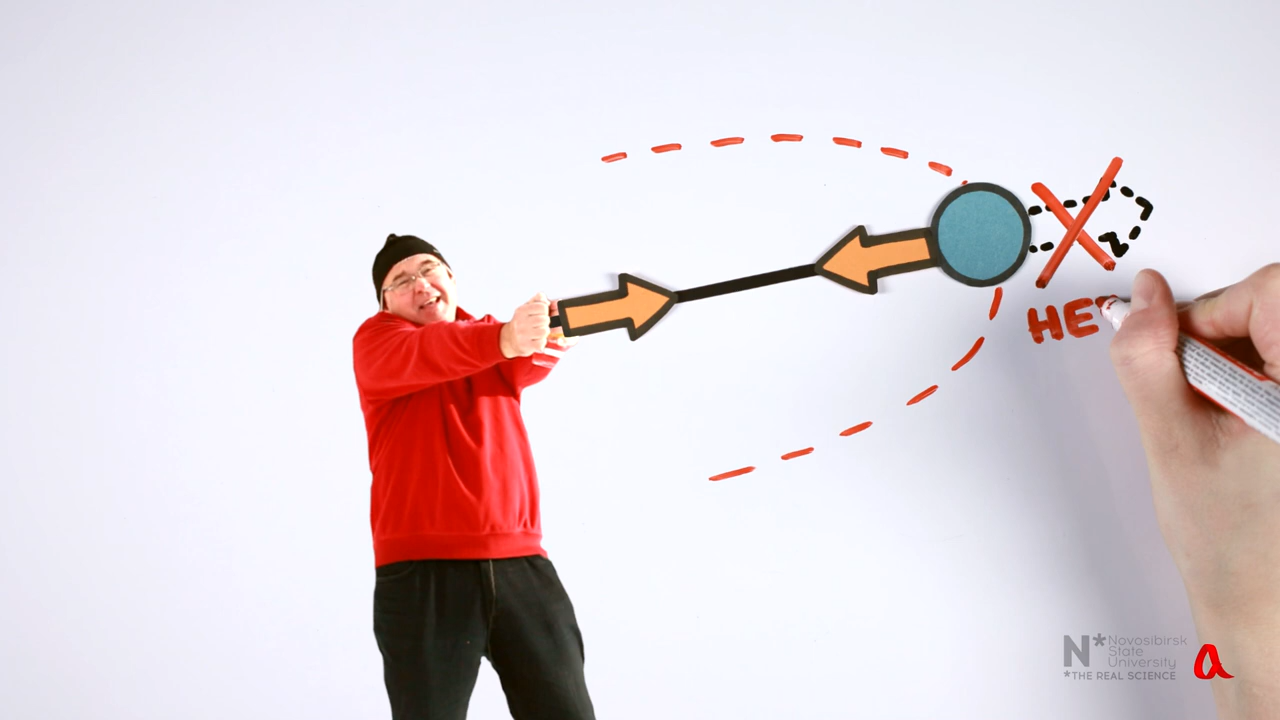 НЕ
N* Novosibirsk
State
University
*THE REAL SCIENCE
a